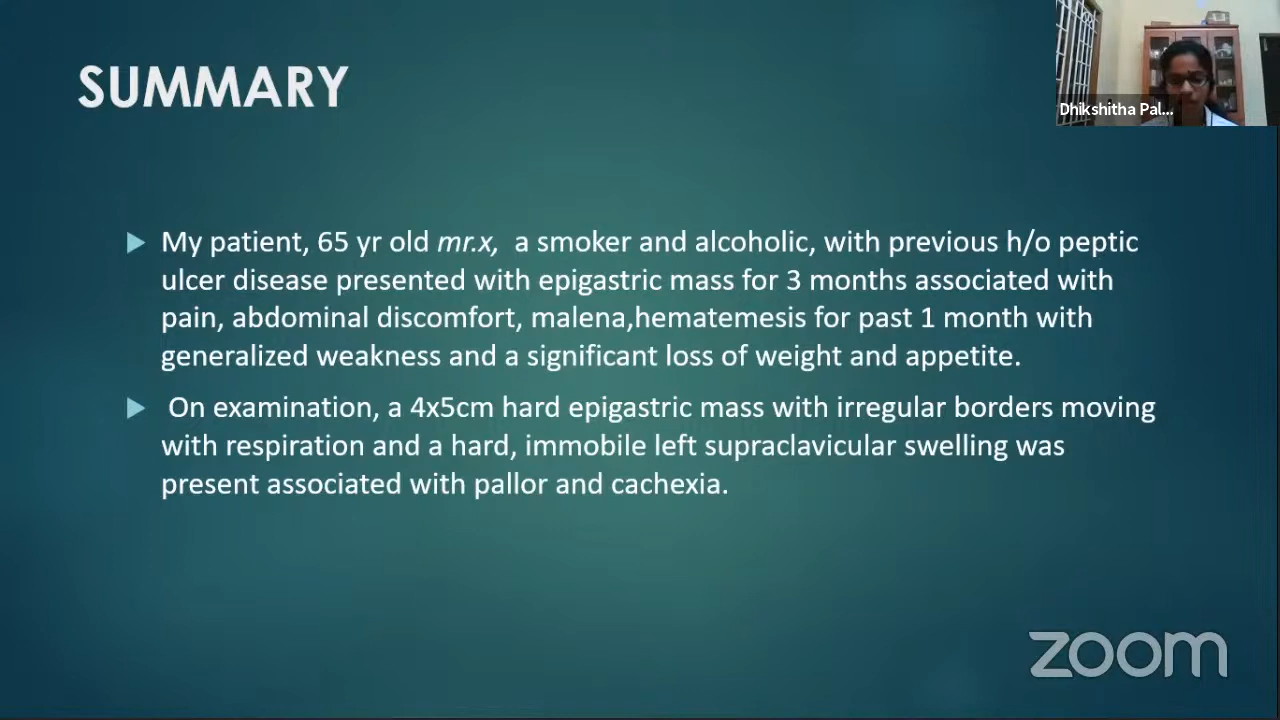 SUMMARY
Dhikshitha Pal...
My patient, 65 yr old mr.x, a smoker and alcoholic, with previous h/o peptic
ulcer disease presented with epigastric mass for 3 months associated with
pain, abdominal discomfort, malena,hematemesis for past 1 month with
generalized weakness and a significant loss of weight and appetite.
On examination, a 4x5cm hard epigastric mass with irregular borders moving
with respiration and a hard, immobile left supraclavicular swelling was
present associated with pallor and cachexia.
zoom